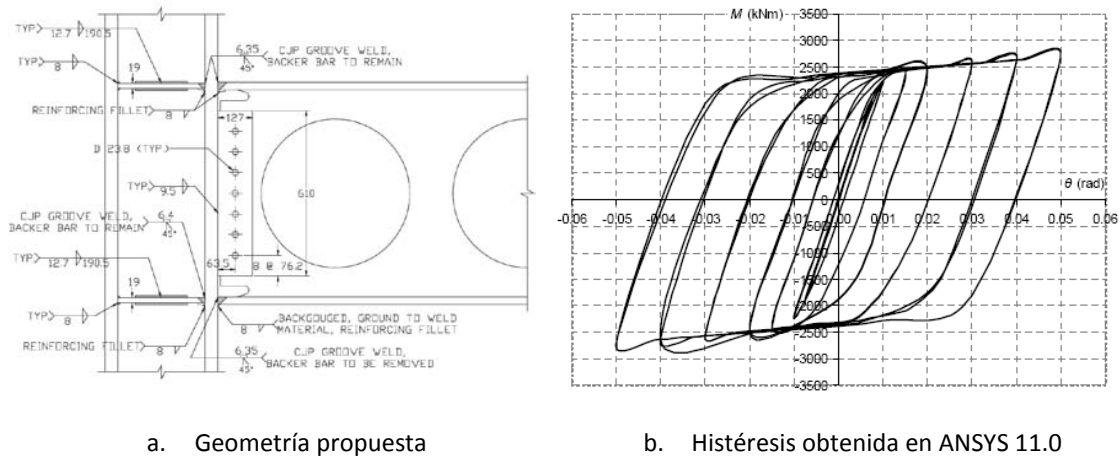 TYP
12.7
190.5
TYP
8
19
REINFORCING FILLET
8
6,35
45°
CJP GROOVE WELD,
BACKER BAR TO REMAIN
127
D 23.8 (TYP)
TYP
9.5
610
CJP GROOVE WELD,
BACKER BAR TO REMAIN
6.4
45°
TYP
12.7
190.5
63.5
8 @ 76.2
19
TYP
8
REINFORCING FILLET
8
8
BACKGOUGED, GROUND TO WELD
MATERIAL, REINFORCING FILLET
6,35
45°
CJP GROOVE WELD,
BACKER BAR TO BE REMOVED
M (kNm)
3500
3000
2500
2000
1500
1000
500
0
-500
-1000
-1500
-2000
-2500
-3000
-3500
θ (rad)
-0.06 -0.05 -0.04 -0.03 -0.02 -0.01 0.00 0.01 0.02 0.03 0.04 0.05 0.06
a. Geometría propuesta
b. Histéresis obtenida en ANSYS 11.0